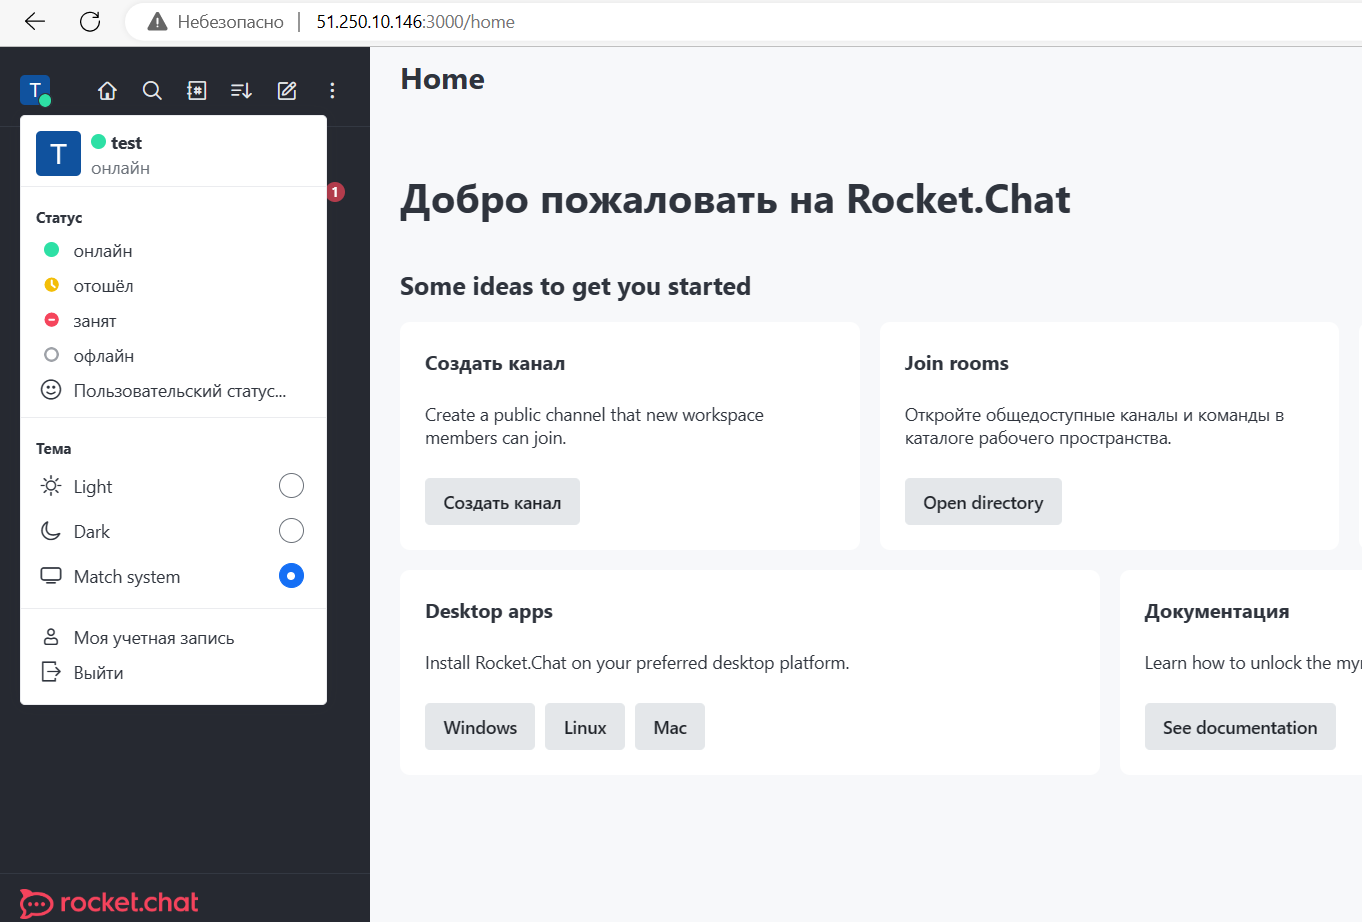 Небезопасно 51.250.10.146:3000/home
T
T
test
онлайн
1
Статус
онлайн
отошёл
занят
офлайн
Пользовательский статус...
Тема
Light
Dark
Match system
Моя учетная запись
Выйти
rocket.chat
Home
Добро пожаловать на Rocket.Chat
Some ideas to get you started
Создать канал
Create a public channel that new workspace
members can join.
Создать канал
Join rooms
Откройте общедоступные каналы и команды в
каталоге рабочего пространства.
Open directory
Desktop apps
Install Rocket.Chat on your preferred desktop platform.
Windows Linux Mac
Документация
Learn how to unlock the
See documentation